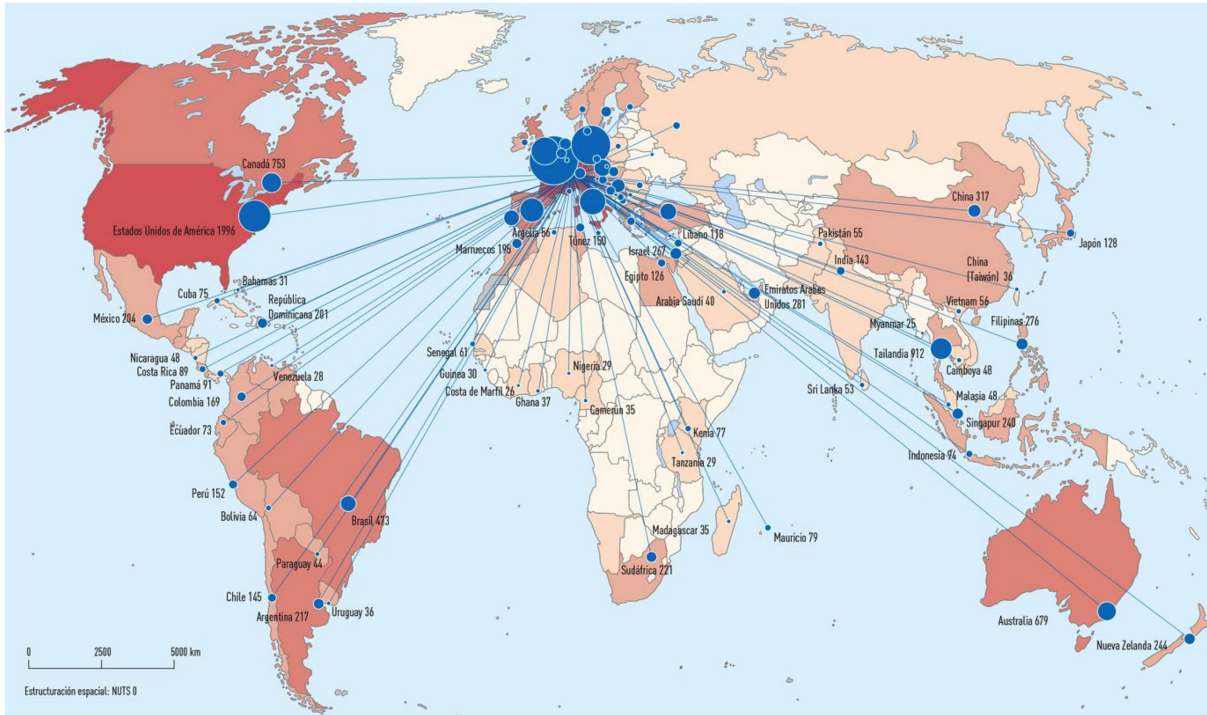 Canadá 753
Estados Unidos de América 1996
Bahamas 31
Cuba 75
República
Dominicana 201
México 204
Nicaragua 48
Costa Rica 89
Panamá 91
Venezuela 28
Colombia 169
Ecuador 73
Perú 152
Brasil 473
Bolivia 64
Paraguay 44
Chile 145
Argentina 217
Uruguay 36
Argelia 56
Túnez 150
Marruecos 195
Líbano 118
Israel 267
Egipto 126
Arabia Saudí 40
Emiratos Árabes
Unidos 281
Senegal 61
Guinea 30
Costa de Marfil 26
Ghana 37
Nigeria 29
Camerún 35
Kenia 77
Tanzania 29
Madagascar 35
Mauricio 79
Sudáfrica 221
China 317
Japón 128
Pakistán 55
India 143
China
(Taiwán) 36
Vietnam 56
Filipinas 276
Myanmar 25
Tailandia 912
Camboya 48
Sri Lanka 53
Malasia 48
Singapur 240
Indonesia 94
Australia 679
Nueva Zelanda 244
0 2500 5000 km
Estructuración espacial: NUTS 0